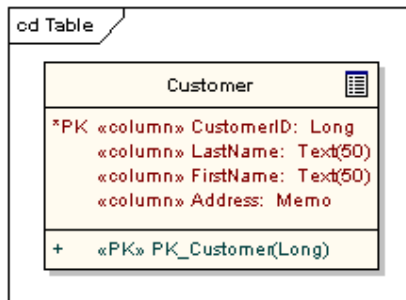 cd Table
Customer
*PK «column» CustomerID: Long
«column» LastName: Text(50)
«column» FirstName: Text(50)
«column» Address: Memo
+ «PK» PK_Customer(Long)